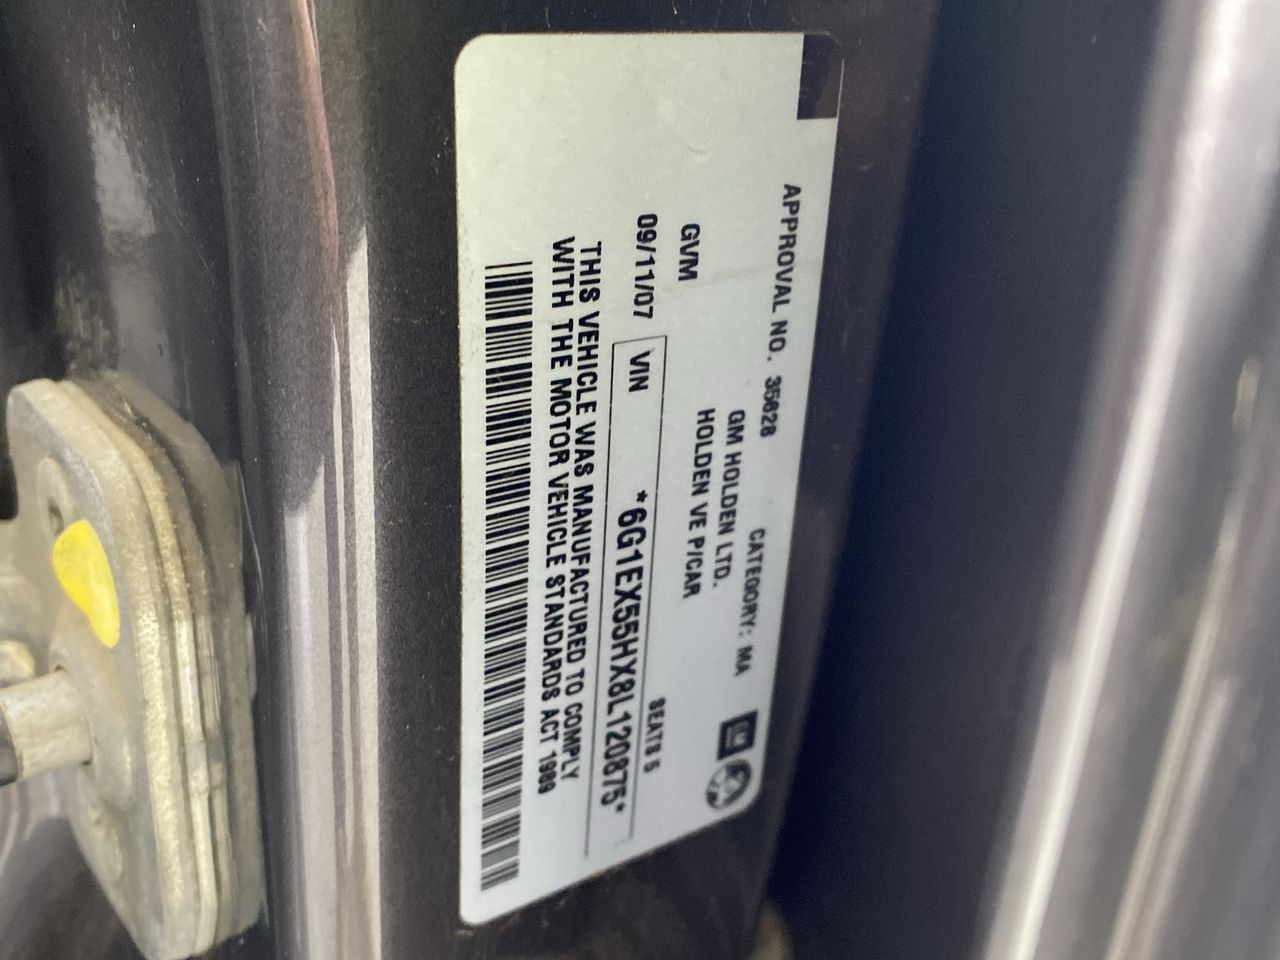 APPROVAL NO. 35628 CATEGORY: MA
GM HOLDEN LTD.
HOLDEN VE P/CAR
GVM SEATS 5
09/11/07 VIN *6G1EX55HX8L120875*
THIS VEHICLE WAS MANUFACTURED TO COMPLY
WITH THE MOTOR VEHICLE STANDARDS ACT 1989